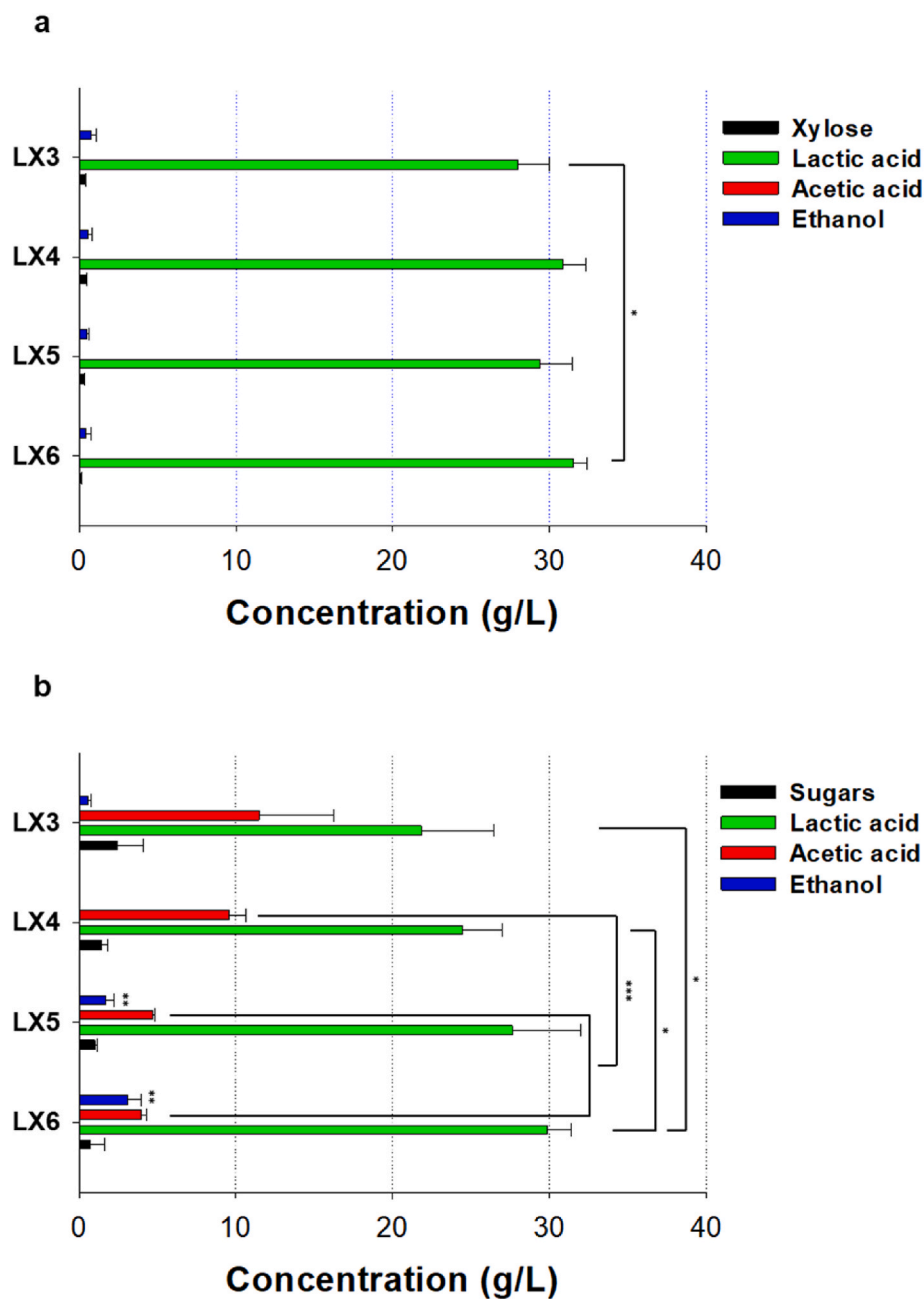 a
Xylose
Lactic acid
Acetic acid
Ethanol
LX3
LX4
LX5
LX6
*
0 10 20 30 40
Concentration (g/L)
b
Sugars
Lactic acid
Acetic acid
Ethanol
LX3
LX4
LX5
LX6
**
**
***
*
*
0 10 20 30 40
Concentration (g/L)